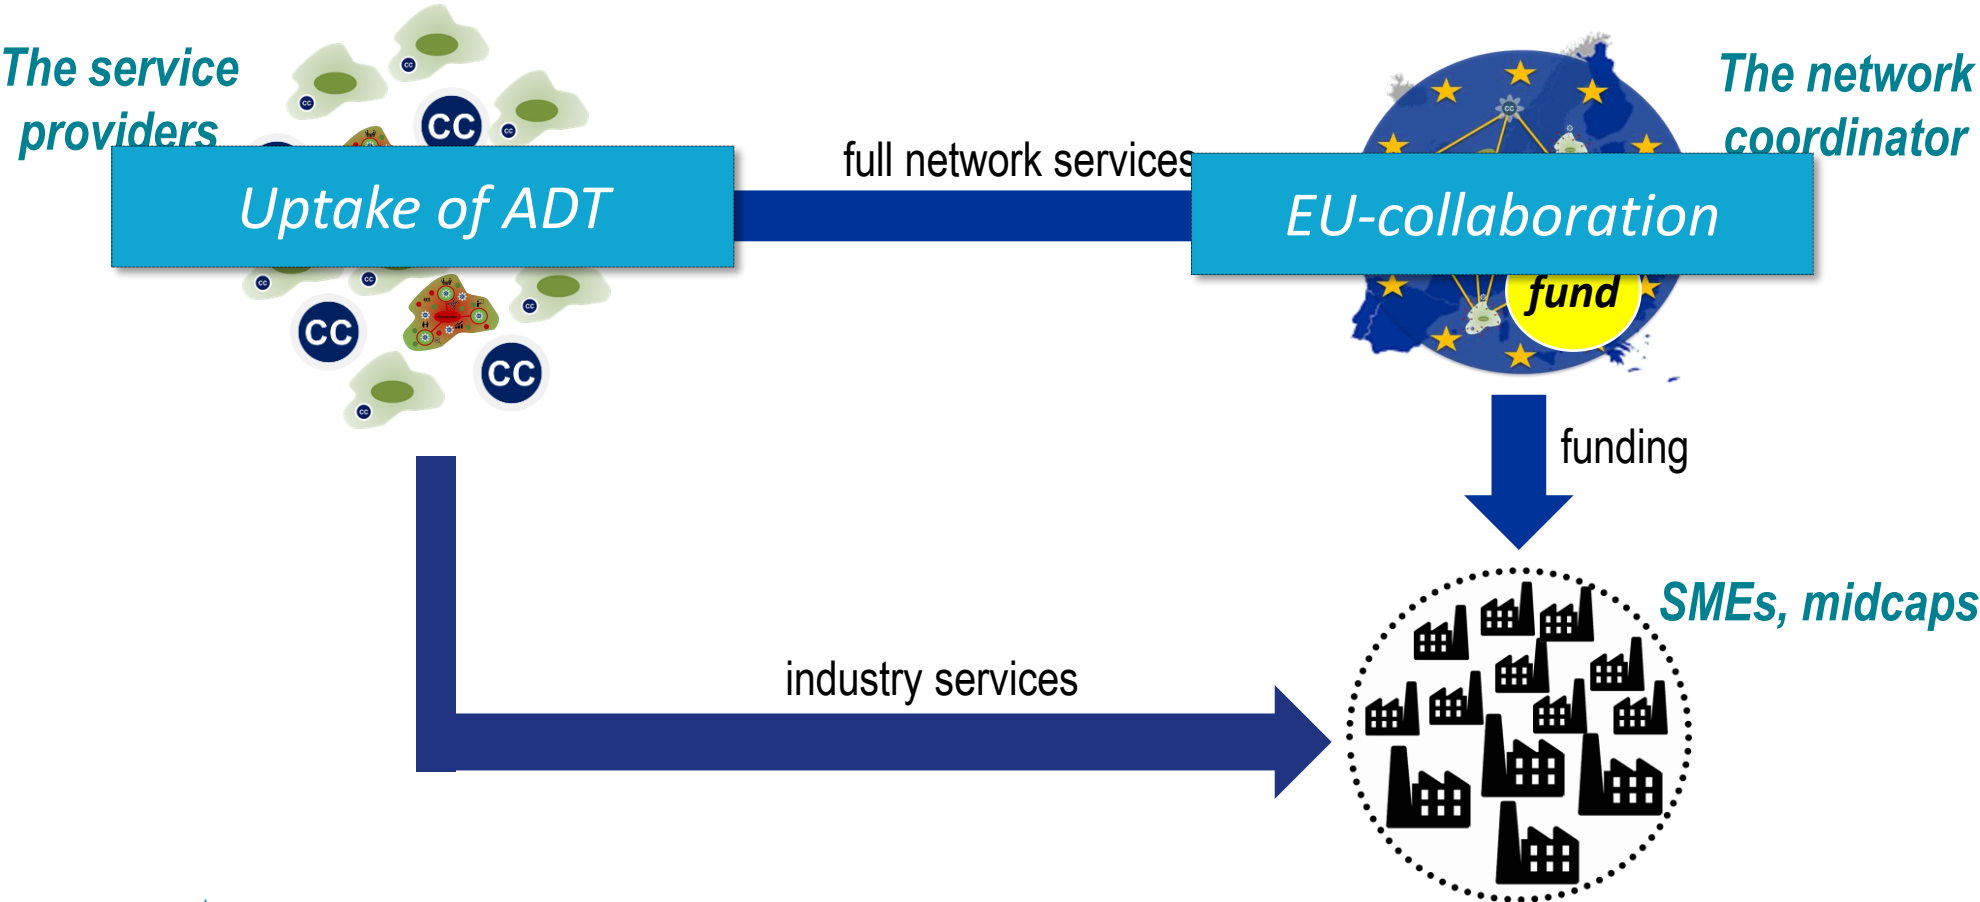 The service
providers
The network
coordinator
CC
full network services
Uptake of ADT
EU-collaboration
fund
CC
CC
funding
SMEs, midcaps
industry services